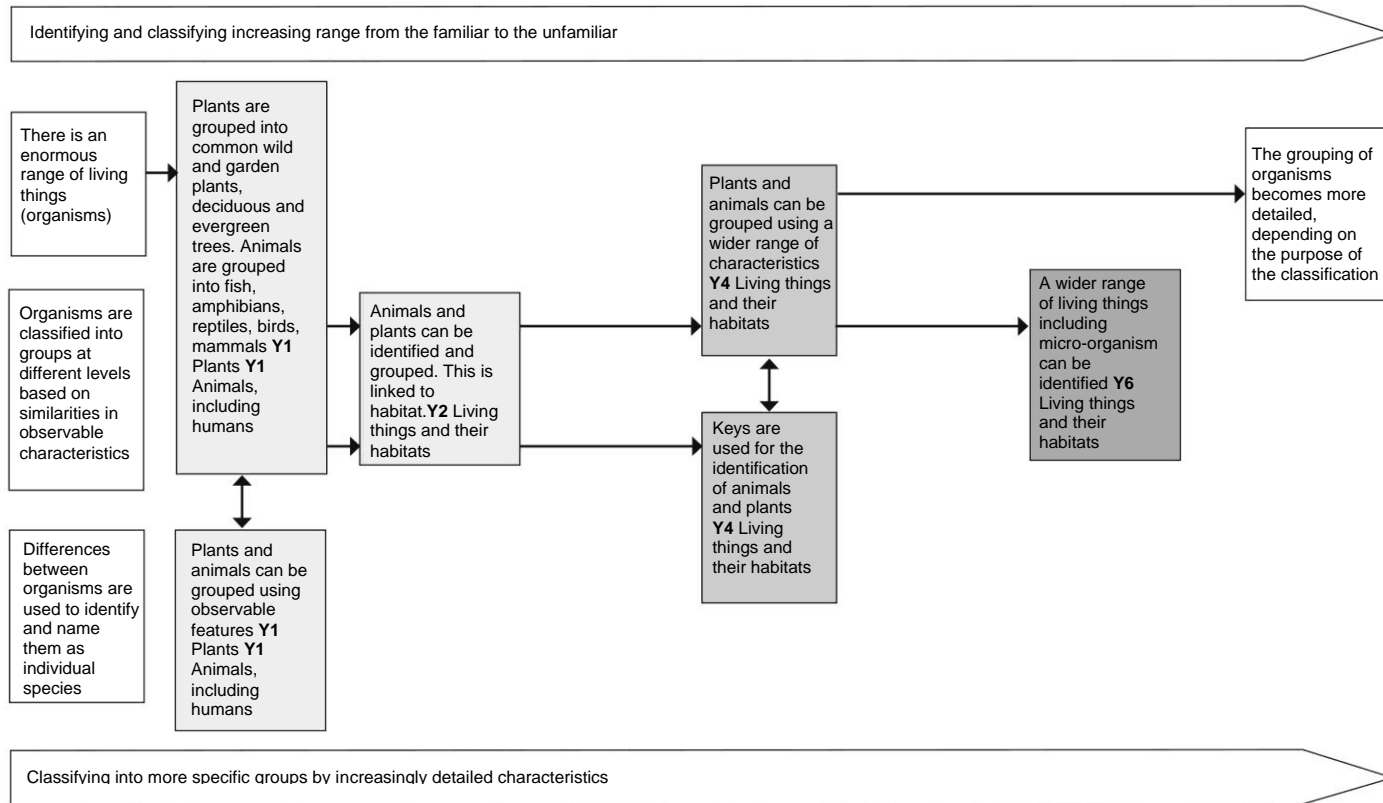 Identifying and classifying increasing range from the familiar to the unfamiliar
There is an
enormous
range of living
things
(organisms)
Organisms are
classified into
groups at
different levels
based on
similarities in
observable
characteristics
Differences
between
organisms are
used to identify
and name
them as
individual
species
Plants are
grouped into
common wild
and garden
plants,
deciduous and
evergreen
trees. Animals
are grouped
into fish,
amphibians,
reptiles, birds,
mammals Y1
Plants Y1
Animals,
including
humans
Plants and
animals can be
grouped using
observable
features Y1
Plants Y1
Animals,
including
humans
Animals and
plants can be
identified and
grouped. This is
linked to
habitat.Y2 Living
things and their
habitats
Plants and
animals can be
grouped using a
wider range of
characteristics
Y4 Living things
and their
habitats
Keys are
used for the
identification
of animals
and plants
Y4 Living
things and
their habitats
A wider range
of living things
including
micro-organism
can be
identified Y6
Living things
and their
habitats
The grouping of
organisms
becomes more
detailed,
depending on
the purpose of
the classification
Classifying into more specific groups by increasingly detailed characteristics